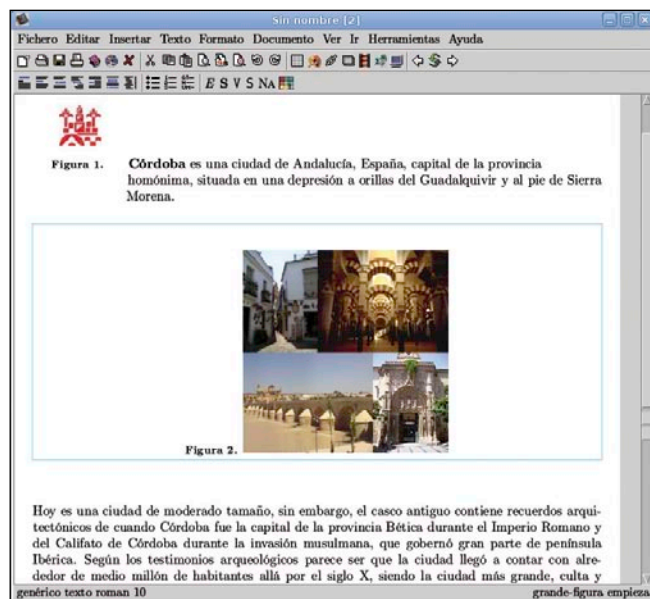 Sin nombre [2]
Fichero Editar Insertar Texto Formato Documento Ver Ir Herramientas Ayuda
E S V S NA
Figura 1. Córdoba es una ciudad de Andalucía, España, capital de la provincia
homónima, situada en una depresión a orillas del Guadalquivir y al pie de Sierra
Morena.
Figura 2.
Hoy es una ciudad de moderado tamaño, sin embargo, el casco antiguo contiene recuerdos arqui-
tectónicos de cuando Córdoba fue la capital de la provincia Bética durante el Imperio Romano y
del Califato de Córdoba durante la invasión musulmana, que gobernó gran parte de península
Ibérica. Según los testimonios arqueológicos parece ser que la ciudad llegó a contar con alre-
dedor de medio millón de habitantes allá por el siglo X, siendo la ciudad más grande, culta y
genérico texto roman 10 grande-figura empieza